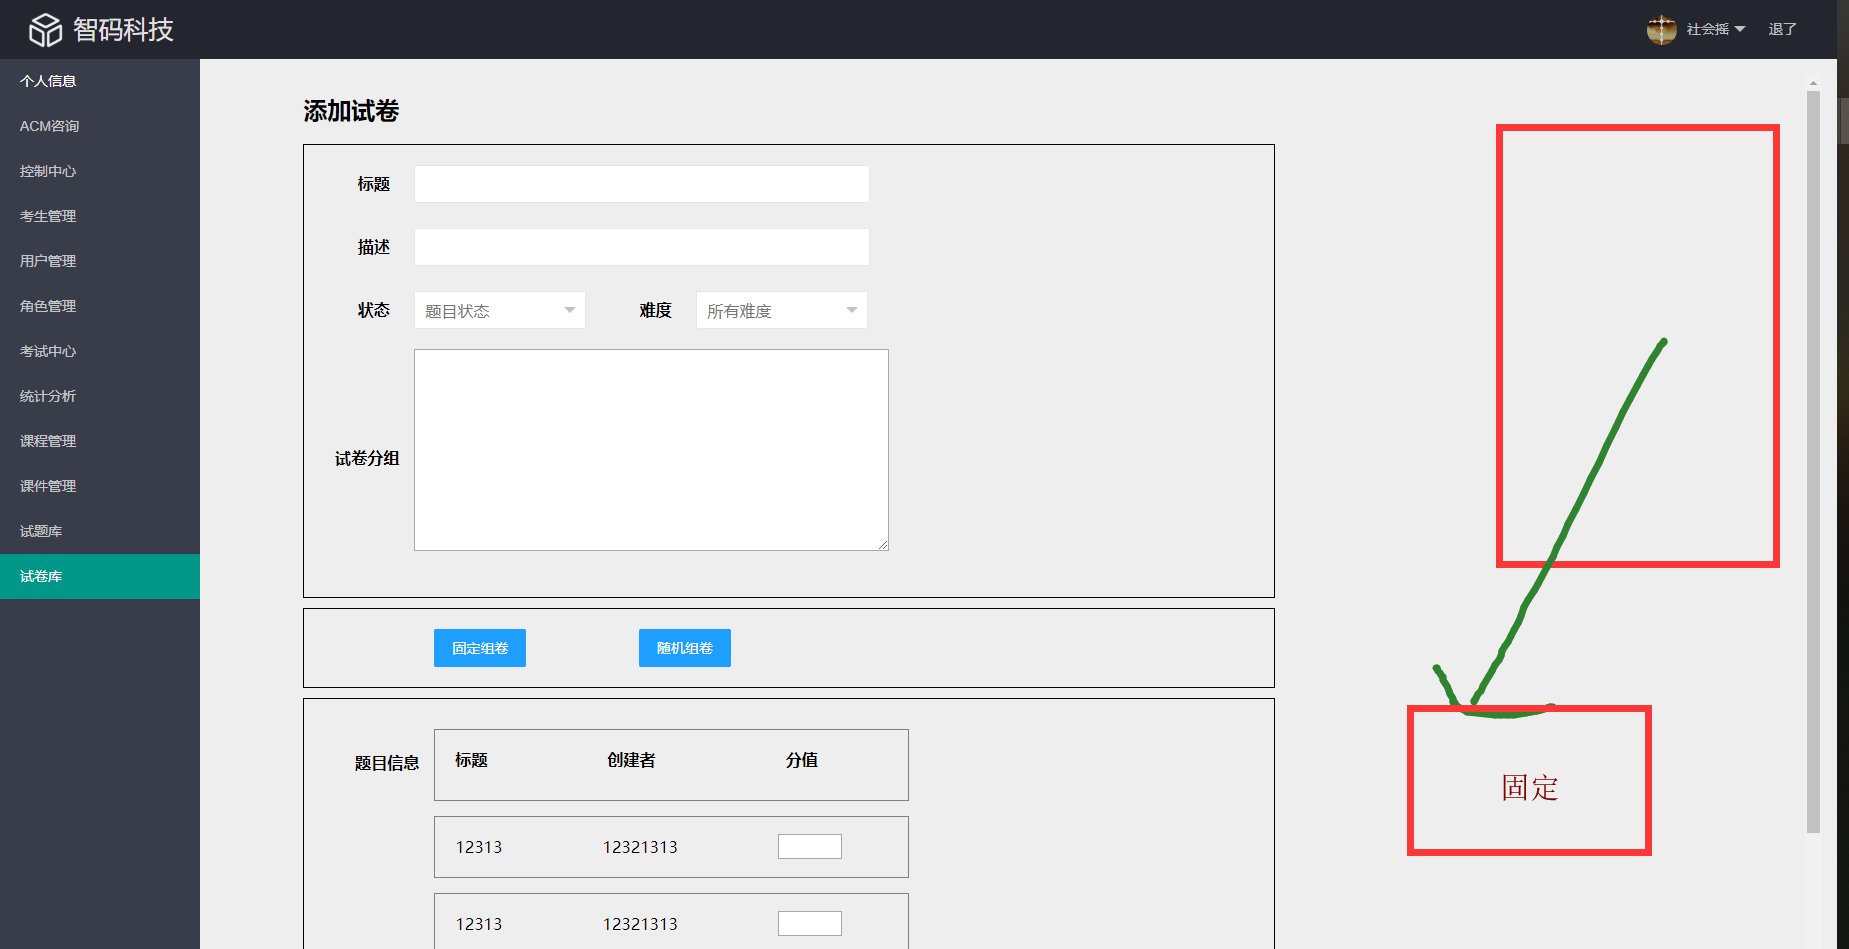 智码科技
社会摇 退了
个人信息
ACM咨询
控制中心
考生管理
用户管理
角色管理
考试中心
统计分析
课程管理
课件管理
试题库
试卷库
添加试卷
标题
描述
状态 题目状态 难度 所有难度
试卷分组
固定组卷 随机组卷
题目信息 标题 创建者 分值
12313 12321313
12313 12321313
固定